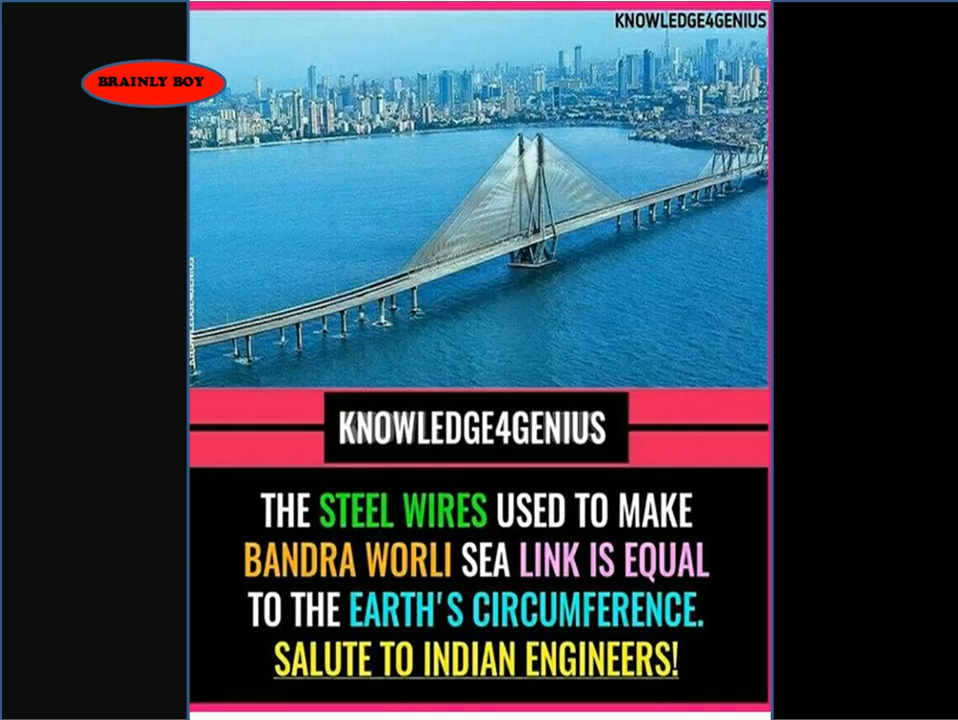 KNOWLEDGE4GENIUS
BRAINLY BOY
KNOWLEDGE4GENIUS
KNOWLEDGE4GENIUS
THE STEEL WIRES USED TO MAKE
BANDRA WORLI SEA LINK IS EQUAL
TO THE EARTH'S CIRCUMFERENCE.
SALUTE TO INDIAN ENGINEERS!